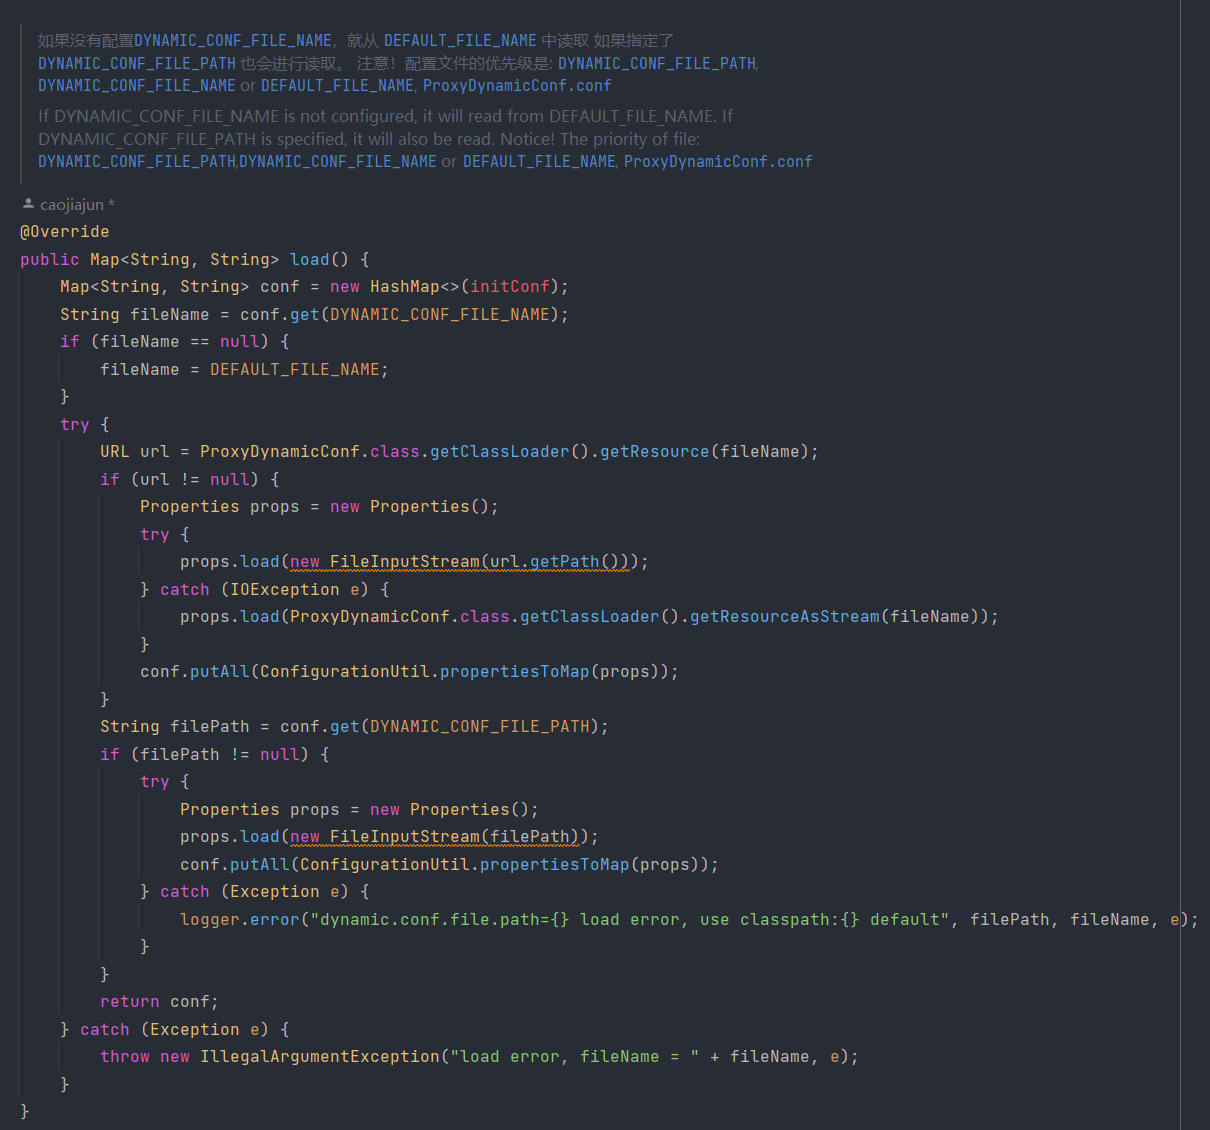 如果没有配置DYNAMIC_CONF_FILE_NAME，就从 DEFAULT_FILE_NAME 中读取 如果指定了
DYNAMIC_CONF_FILE_PATH 也会进行读取。 注意！配置文件的优先级是: DYNAMIC_CONF_FILE_PATH,
DYNAMIC_CONF_FILE_NAME or DEFAULT_FILE_NAME, ProxyDynamicConf.conf
If DYNAMIC_CONF_FILE_NAME is not configured, it will read from DEFAULT_FILE_NAME. If
DYNAMIC_CONF_FILE_PATH is specified, it will also be read. Notice! The priority of file:
DYNAMIC_CONF_FILE_PATH,DYNAMIC_CONF_FILE_NAME or DEFAULT_FILE_NAME, ProxyDynamicConf.conf
caojiajun *
@Override
public Map<String, String> load() {
    Map<String, String> conf = new HashMap<>(initConf);
    String fileName = conf.get(DYNAMIC_CONF_FILE_NAME);
    if (fileName == null) {
        fileName = DEFAULT_FILE_NAME;
    }
    try {
        URL url = ProxyDynamicConf.class.getClassLoader().getResource(fileName);
        if (url != null) {
            Properties props = new Properties();
            try {
                props.load(new FileInputStream(url.getPath()));
            } catch (IOException e) {
                props.load(ProxyDynamicConf.class.getClassLoader().getResourceAsStream(fileName));
            }
            conf.putAll(ConfigurationUtil.propertiesToMap(props));
        }
        String filePath = conf.get(DYNAMIC_CONF_FILE_PATH);
        if (filePath != null) {
            try {
                Properties props = new Properties();
                props.load(new FileInputStream(filePath));
                conf.putAll(ConfigurationUtil.propertiesToMap(props));
            } catch (Exception e) {
                logger.error("dynamic.conf.file.path={} load error, use classpath:{} default", filePath, fileName, e);
            }
        }
        return conf;
    } catch (Exception e) {
        throw new IllegalArgumentException("load error, fileName = " + fileName, e);
    }
}